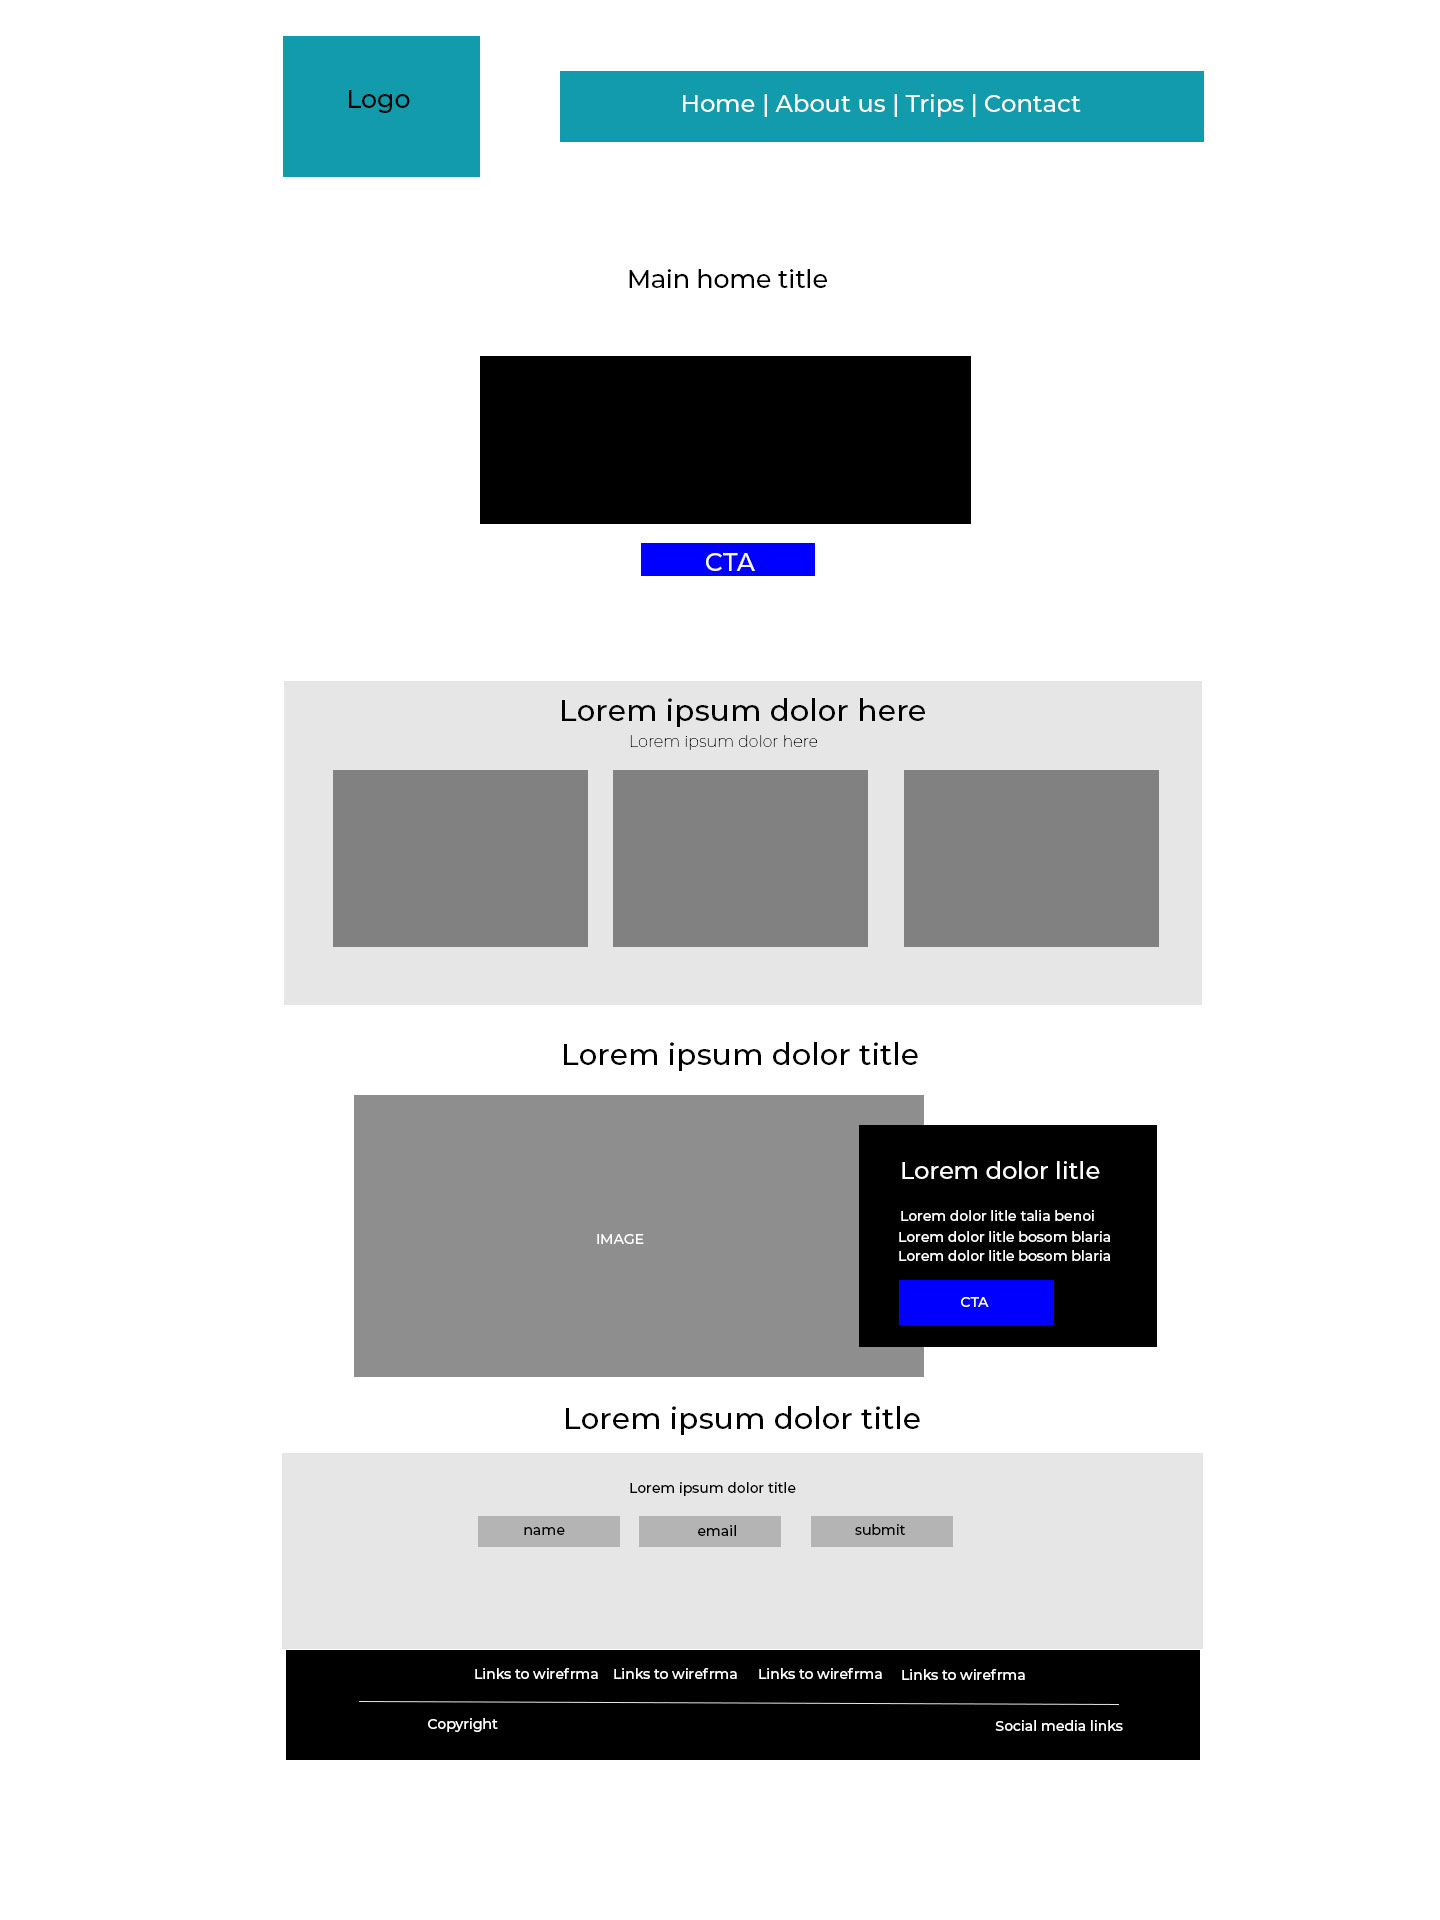 Logo
Home | About us | Trips | Contact
Main home title
CTA
Lorem ipsum dolor here
Lorem ipsum dolor here
Lorem ipsum dolor title
IMAGE
Lorem dolor litle
Lorem dolor litle talia benoi
Lorem dolor litle bosom blaria
Lorem dolor litle bosom blaria
CTA
Lorem ipsum dolor title
Lorem ipsum dolor title
name email submit
Links to wirefrma Links to wirefrma Links to wirefrma Links to wirefrma
Copyright Social media links